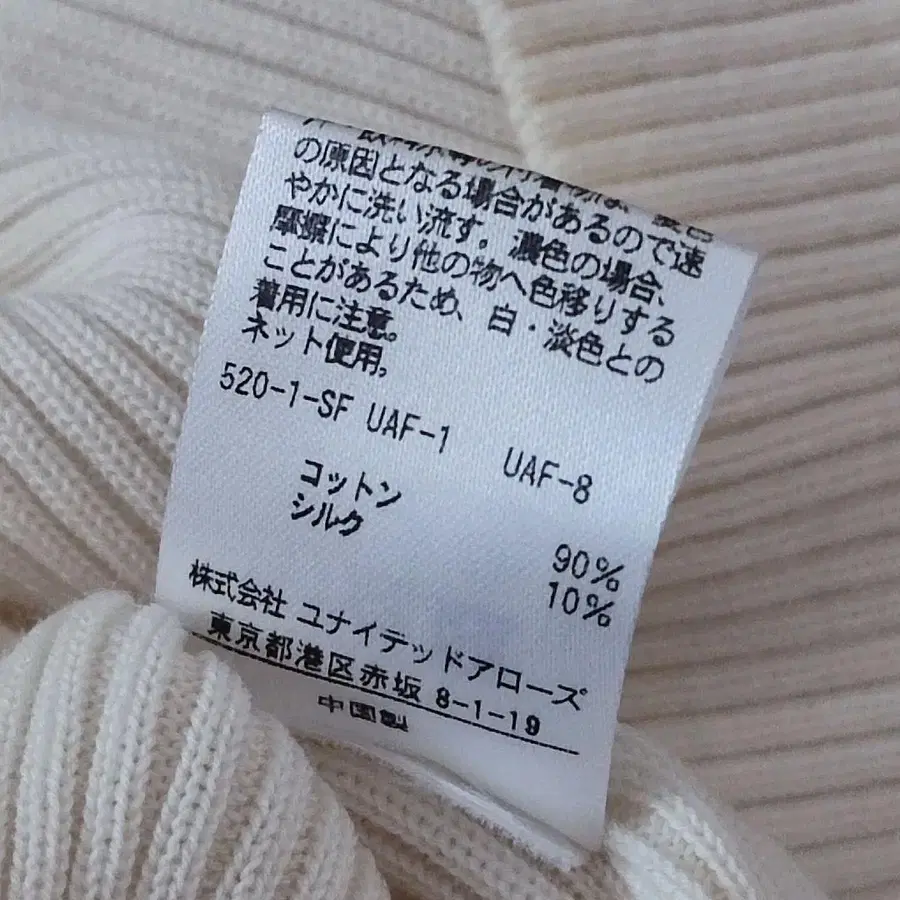 の原因となる場合があるので速
やかに洗い流す。濃色の場合、
摩擦により他の物へ色移りする
ことがあるため、白・淡色との
着用に注意。
ネット使用。
520-1-SF UAF-1 UAF-8
コットン 90%
シルク 10%
株式会社 ユナイテッドアローズ
東京都港区赤坂 8-1-19
中国製